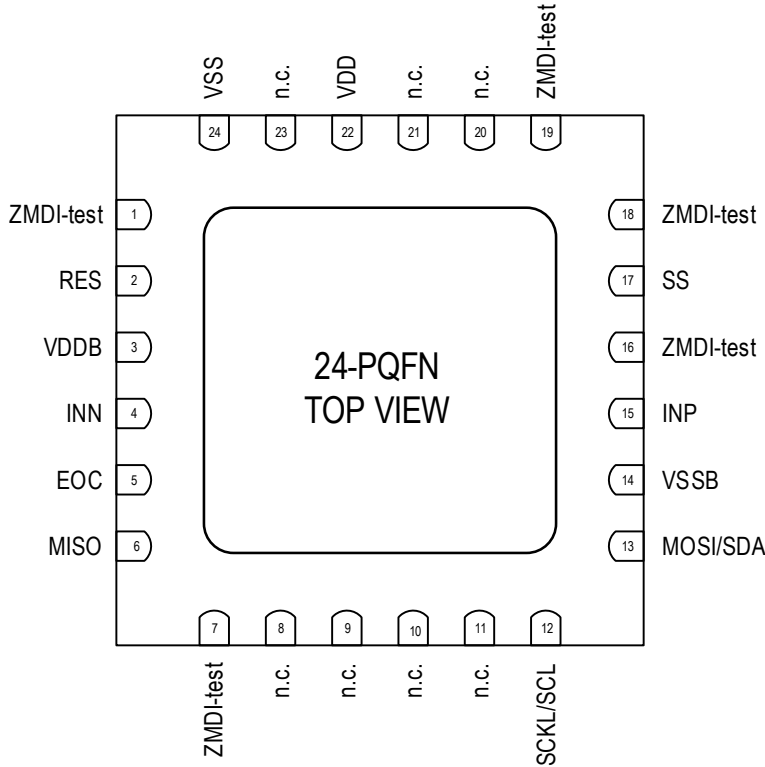 VSS
n.c.
VDD
n.c.
n.c.
ZMDI-test
24
23
22
21
20
19
ZMDI-test 1
18 ZMDI-test
RES 2
17 SS
VDDB 3
16 ZMDI-test
24-PQFN
TOP VIEW
INN 4
15 INP
EOC 5
14 VSSB
MISO 6
13 MOSI/SDA
7
8
9
10
11
12
ZMDI-test
n.c.
n.c.
n.c.
n.c.
SCKL/SCL